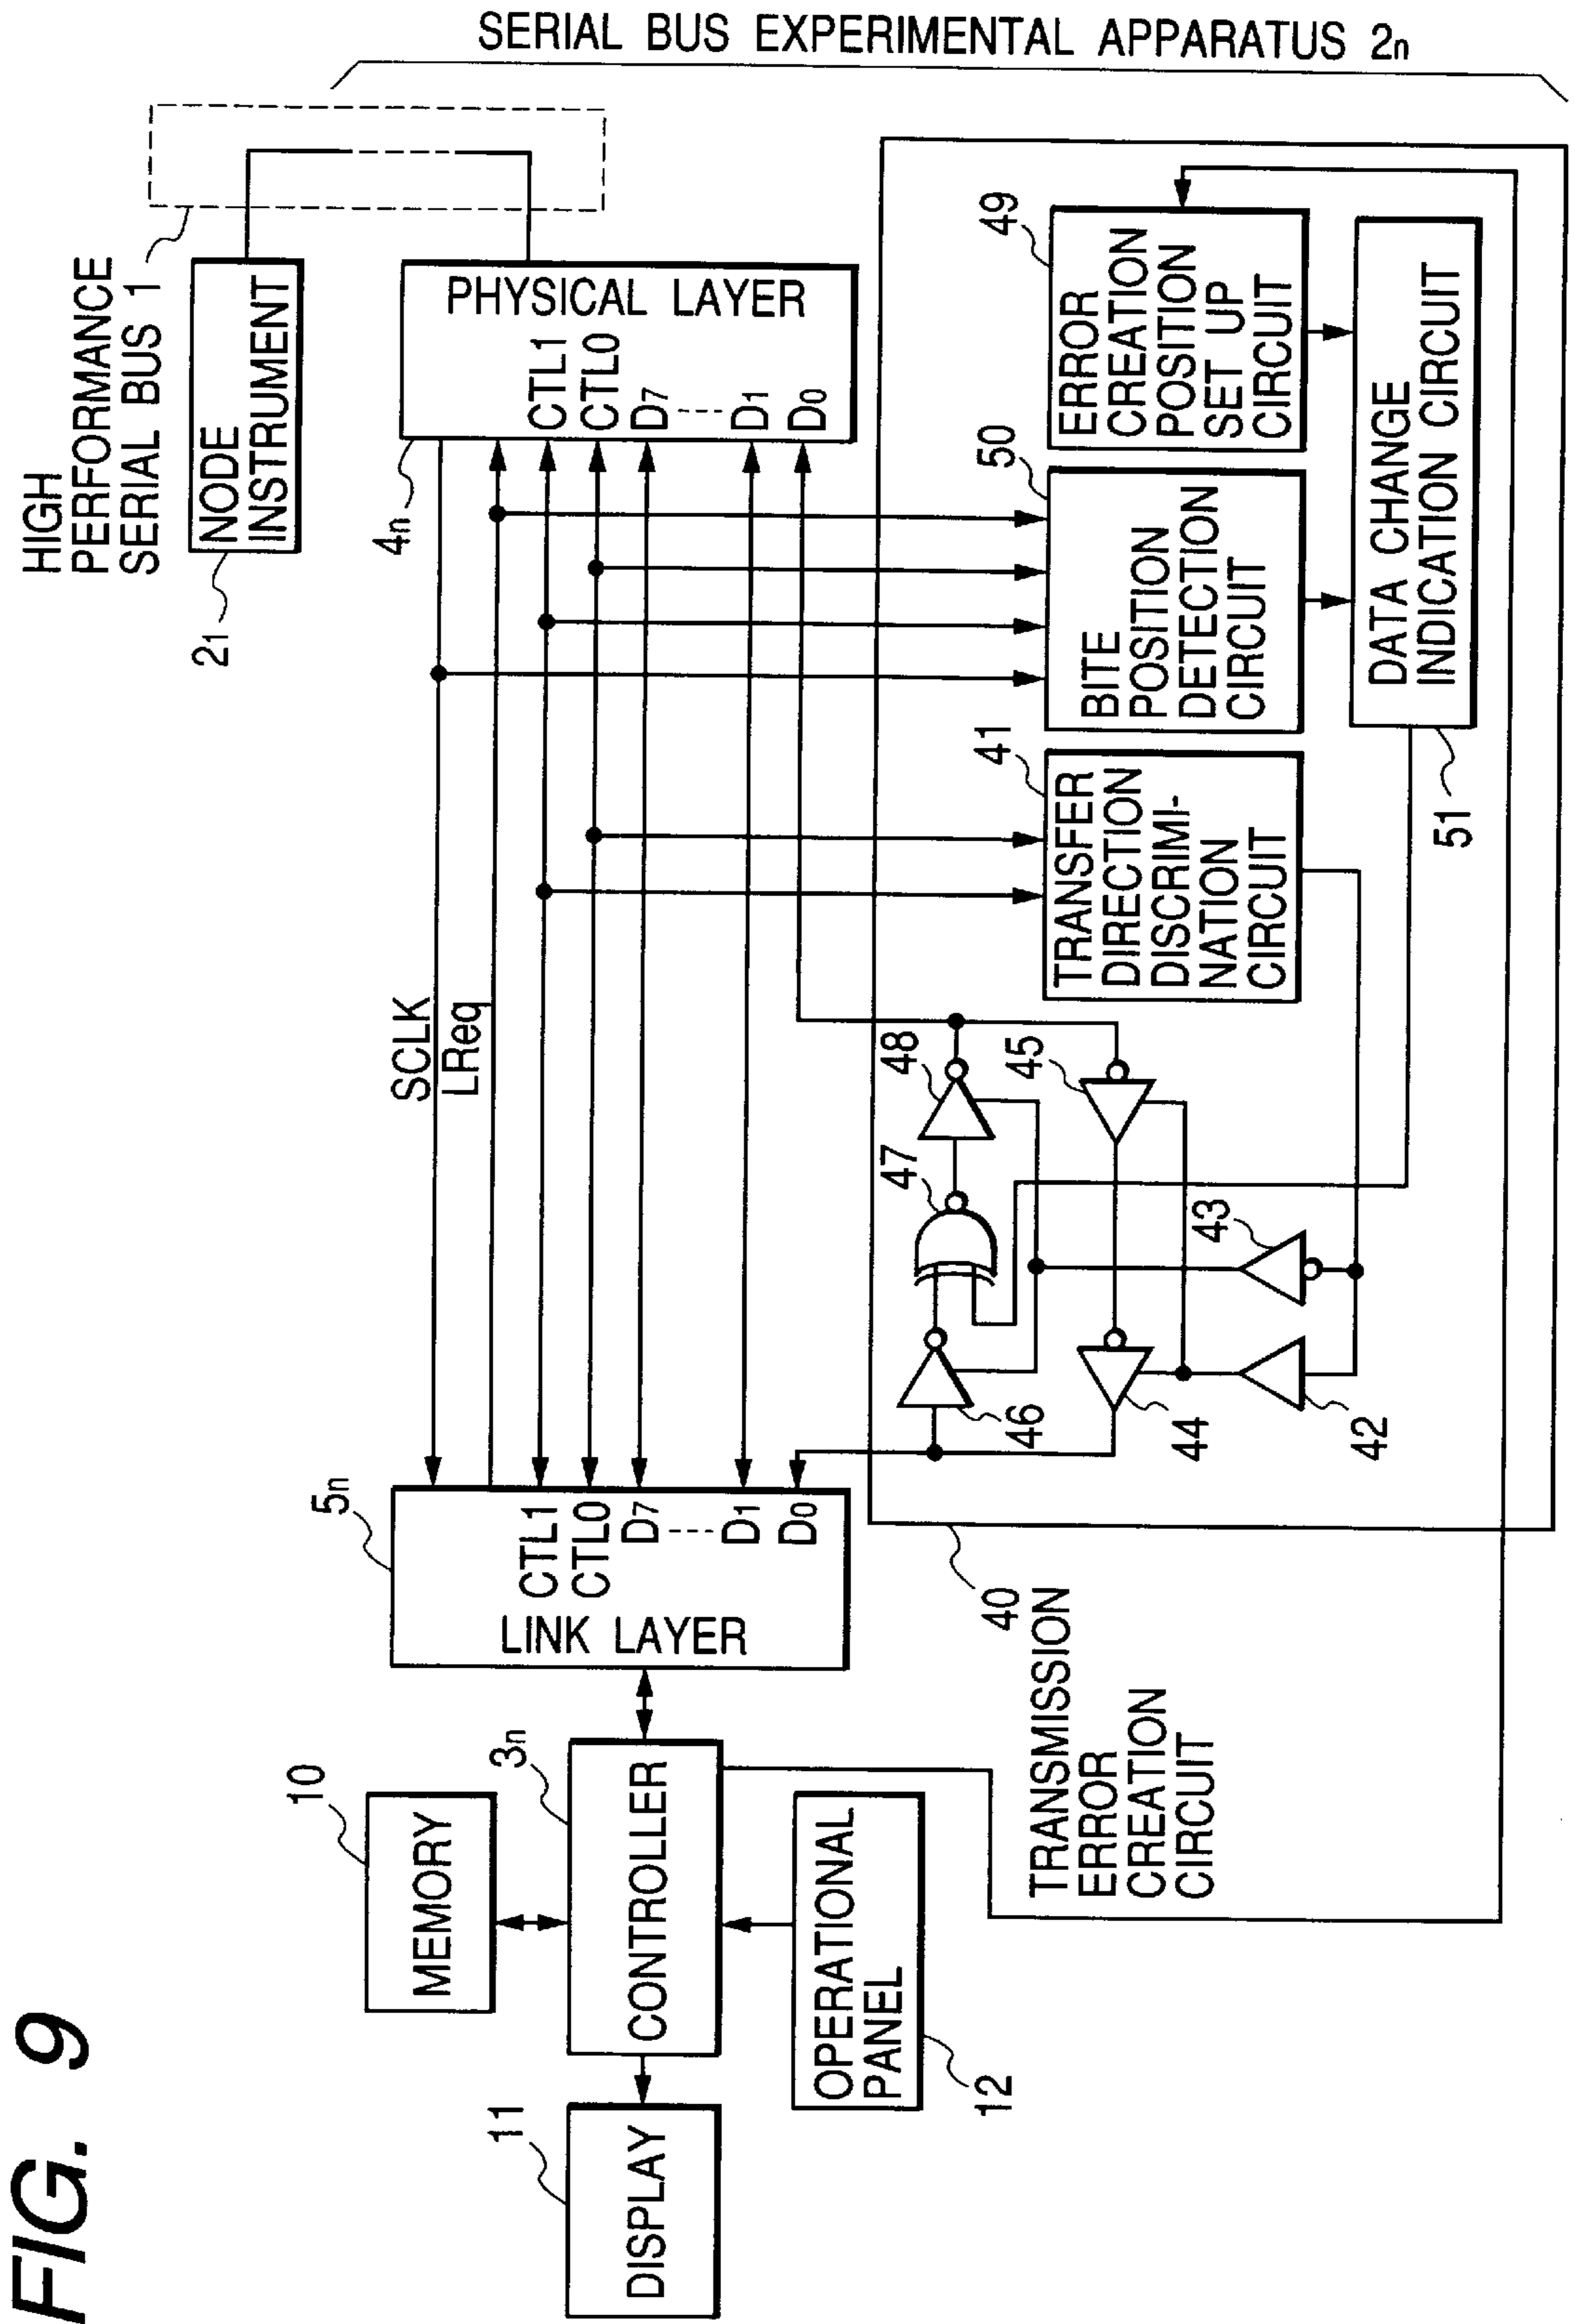 FIG. 9
SERIAL BUS EXPERIMENTAL APPARATUS 2n
HIGH
PERFORMANCE
SERIAL BUS 1
21
NODE
INSTRUMENT
4n
PHYSICAL LAYER
CTL1
CTL0
D7
D1
D0
SCLK
LReq
5n
CTL1
CTL0
D7
D1
D0
LINK LAYER
10
MEMORY
3n
CONTROLLER
11
DISPLAY
OPERATIONAL
PANEL
12
40
TRANSMISSION
ERROR
CREATION
CIRCUIT
46
47
48
45
44
43
42
41
TRANSFER
DIRECTION
DISCRIMI-
NATION
CIRCUIT
50
BITE
POSITION
DETECTION
CIRCUIT
49
ERROR
CREATION
POSITION
SET UP
CIRCUIT
51
DATA CHANGE
INDICATION CIRCUIT